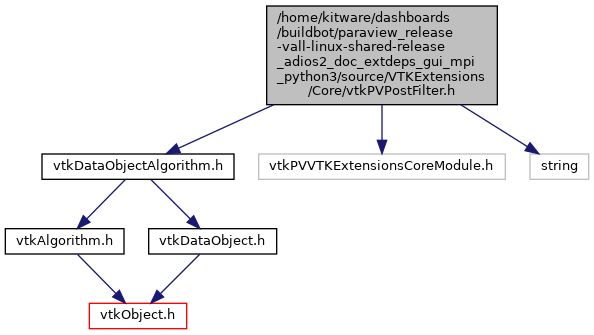 /home/kitware/dashboards
/buildbot/paraview_release
-vall-linux-shared-release
_adios2_doc_extdeps_gui_mpi
_python3/source/VTKExtensions
/Core/vtkPVPostFilter.h
vtkDataObjectAlgorithm.h
vtkPVVTKExtensionsCoreModule.h
string
vtkAlgorithm.h
vtkDataObject.h
vtkObject.h